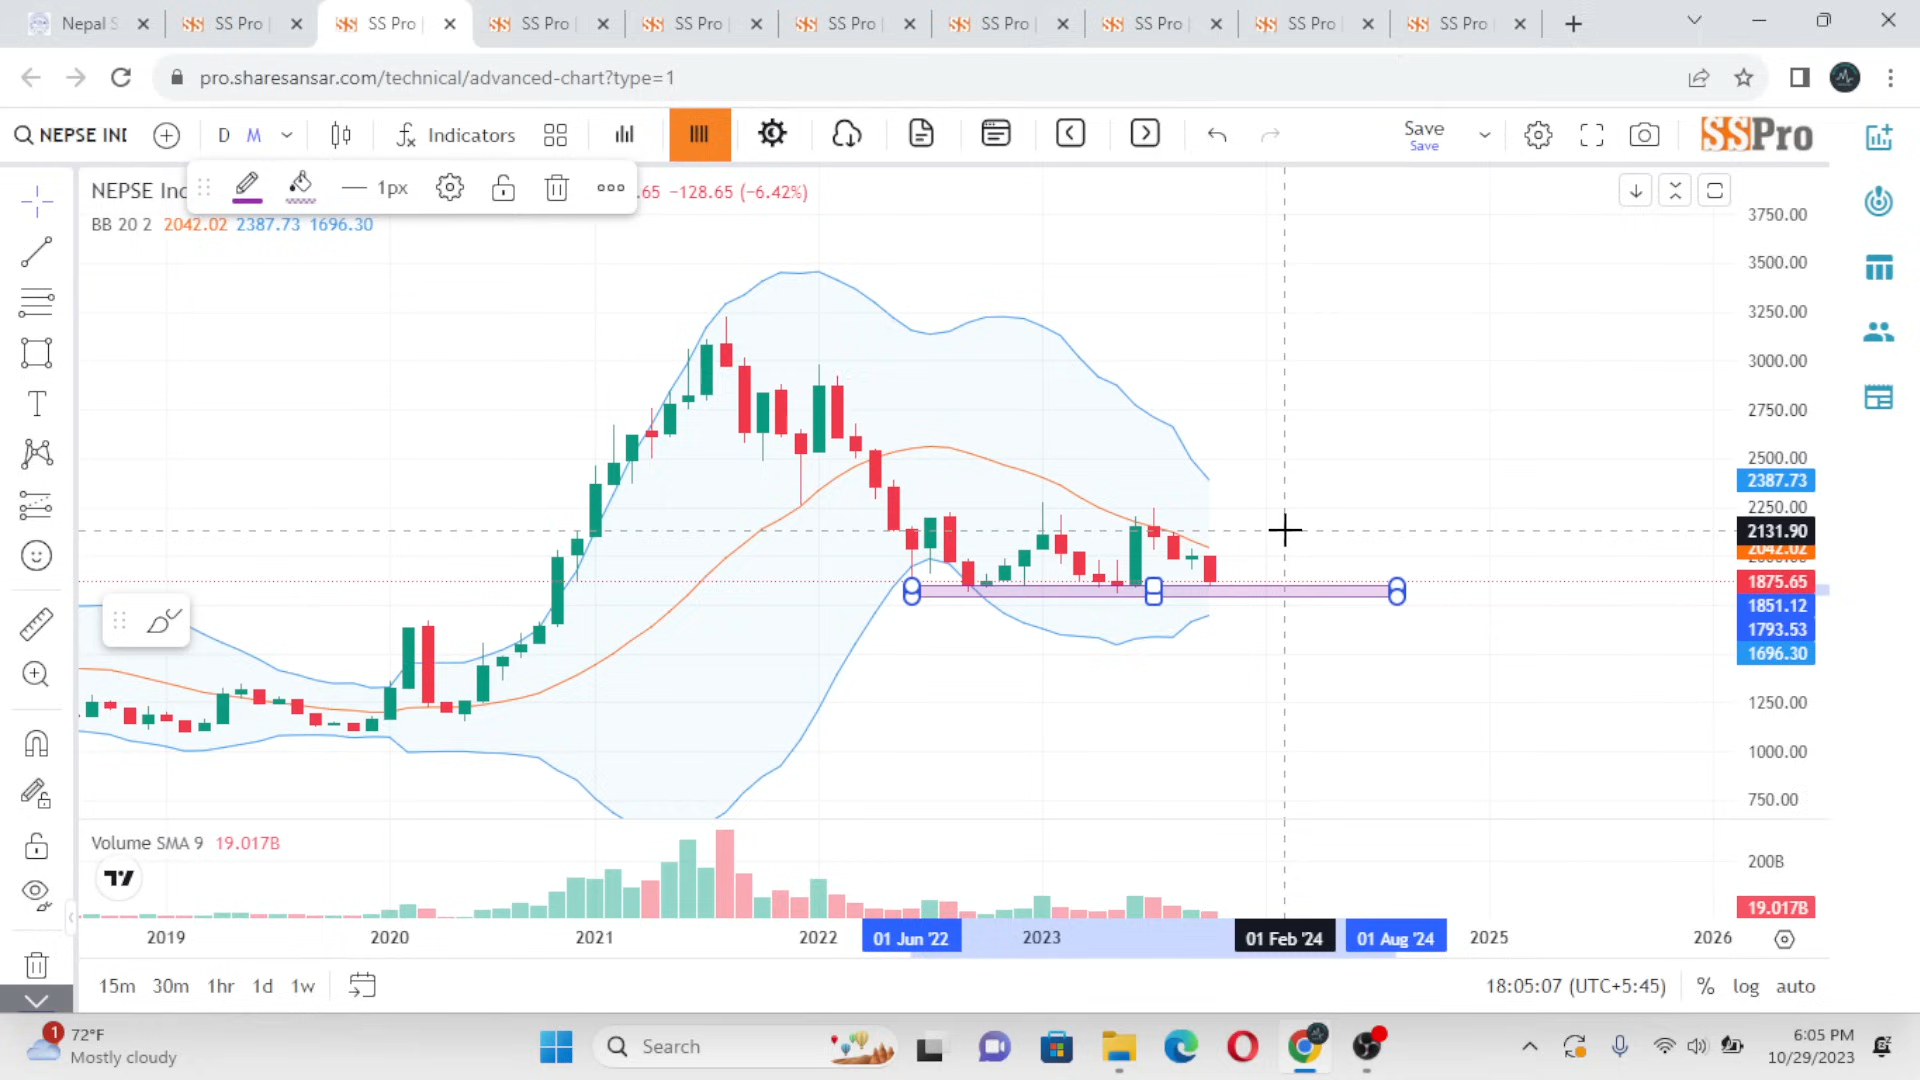 Nepal S
SS Pro
SS Pro
SS Pro
SS Pro
SS Pro
SS Pro
SS Pro
SS Pro
SS Pro
pro.sharesansar.com/technical/advanced-chart?type=1
NEPSE INI
D M
Indicators
Save
Save
SSPro
NEPSE Inc
1px
.65 −128.65 (−6.42%)
BB 20 2 2042.02 2387.73 1696.30
3750.00
3500.00
3250.00
3000.00
2750.00
2500.00
2387.73
2250.00
2131.90
2042.02
1875.65
1851.12
1793.53
1696.30
1250.00
1000.00
750.00
Volume SMA 9 19.017B
200B
19.017B
2019
2020
2021
2022
01 Jun '22
2023
01 Feb '24
01 Aug '24
2025
2026
15m 30m 1hr 1d 1w
18:05:07 (UTC+5:45)
% log auto
1
72°F
Mostly cloudy
Search
6:05 PM
10/29/2023